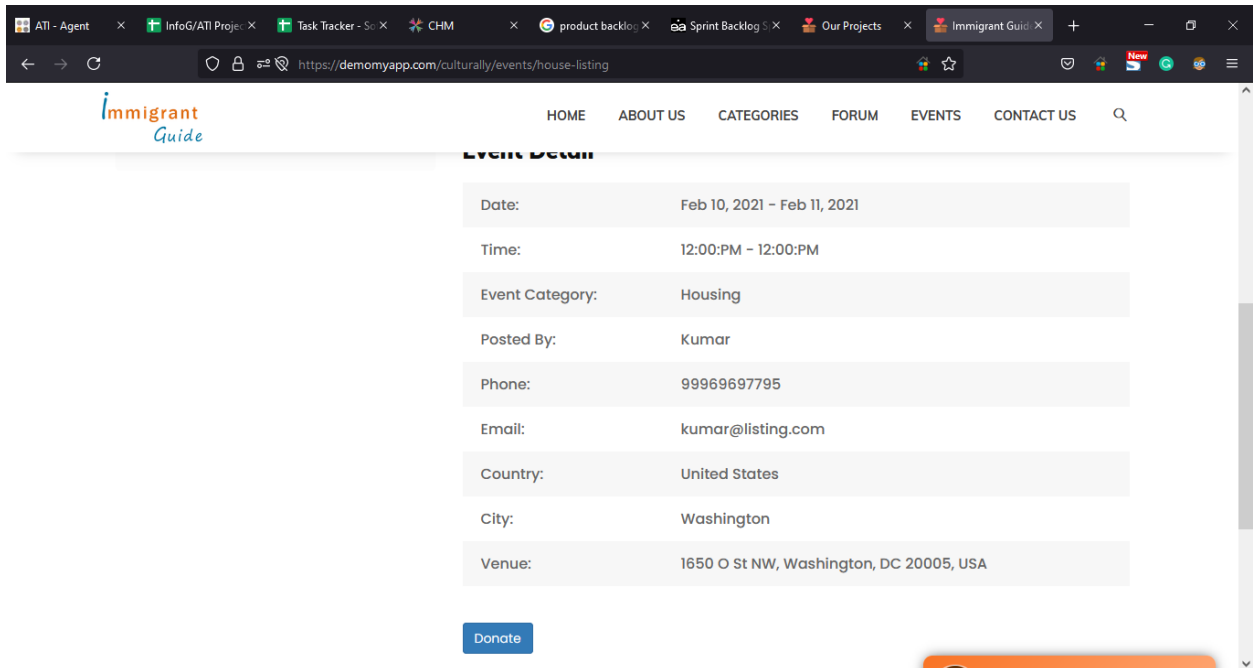 ATI - Agent InfoG/ATI Projec Task Tracker - So CHM product backlog Sprint Backlog S Our Projects Immigrant Guid
https://demomyapp.com/culturally/events/house-listing New
Immigrant
Guide
HOME ABOUT US CATEGORIES FORUM EVENTS CONTACT US
Event Detail
Date: Feb 10, 2021 - Feb 11, 2021
Time: 12:00:PM - 12:00:PM
Event Category: Housing
Posted By: Kumar
Phone: 99969697795
Email: kumar@listing.com
Country: United States
City: Washington
Venue: 1650 O St NW, Washington, DC 20005, USA
Donate